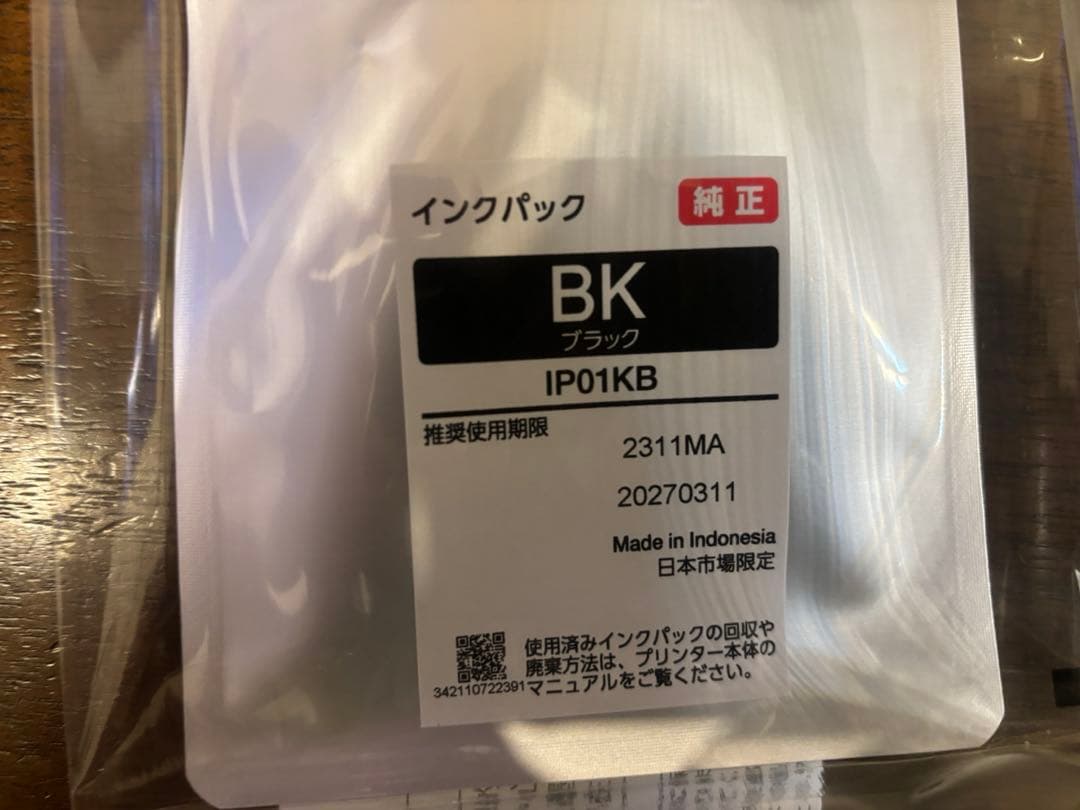 インクパック
純正
BK
ブラック
IP01KB
推奨使用期限
2311MA
20270311
Made in Indonesia
日本市場限定
使用済みインクパックの回収や
廃棄方法は、プリンター本体の
マニュアルをご覧ください。
342110722391